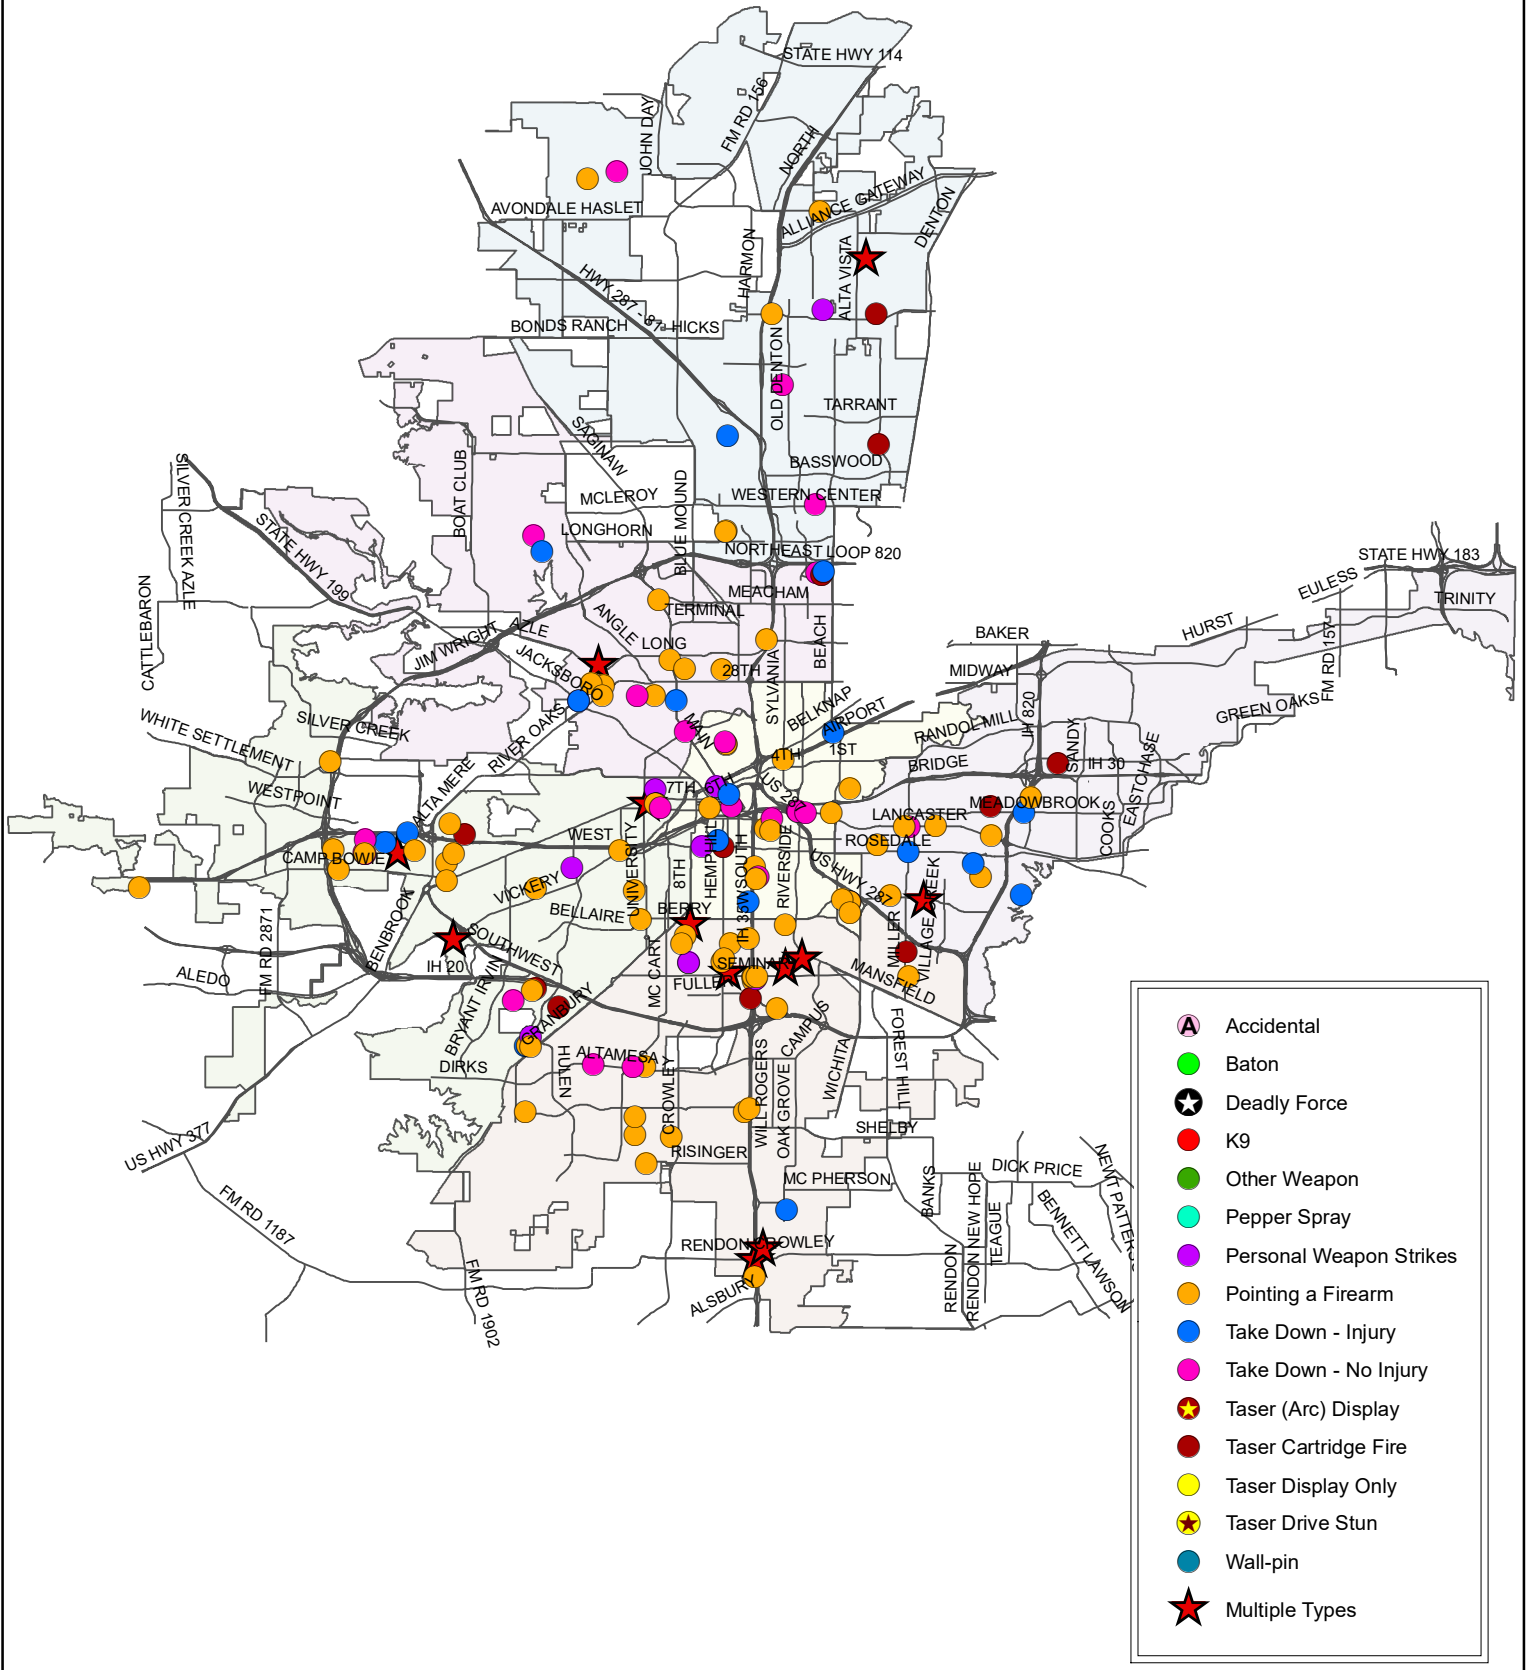 STATE HWY 114
FM RD 156
JOHN DAY
NORTH
ALLIANCE GATEWAY
AVONDALE HASLET
DENTON
HARMON
ALTA VISTA
HWY 287 - 81
BONDS RANCH
HICKS
OLD DENTON
TARRANT
SAGINAW
BASSWOOD
BOAT CLUB
SILVER CREEK AZLE
MCLEROY
BLUE MOUND
WESTERN CENTER
STATE HWY 199
LONGHORN
NORTHEAST LOOP 820
STATE HWY 183
EULESS
TRINITY
MEACHAM
TERMINAL
CATTLEBARON
ANGLE
AZLE
JIM WRIGHT
LONG
BEACH
BAKER
HURST
FM RD 157
JACKSBORO
28TH
MIDWAY
SYLVANIA
BELKNAP
AIRPORT
IH 820
GREEN OAKS
WHITE SETTLEMENT
SILVER CREEK
RIVER OAKS
MAIN
RANDOL MILL
SANDY
4TH
1ST
BRIDGE
IH 30
EASTCHASE
WESTPOINT
ALTA MERE
7TH
6TH
US 287
MEADOWBROOK
COOKS
LANCASTER
WEST
ROSEDALE
CAMP BOWIE
UNIVERSITY
8TH
HEMPHILL
IH 35W SOUTH
RIVERSIDE
US HWY 287
VICKERY
BELLAIRE
BERRY
MILLER
VILLAGE CREEK
FM RD 2871
BENBROOK
SOUTHWEST
IH 20
MC CART
SEMINARY
FULLER
MANSFIELD
ALEDO
BRYANT IRVIN
GRANBURY
CAMPUS
Accidental
DIRKS
HULEN
ALTAMESA
CROWLEY
WILL ROGERS
OAK GROVE
WICHITA
FOREST HILL
Baton
Deadly Force
US HWY 377
SHELBY
K9
RISINGER
MC PHERSON
BANKS
DICK PRICE
Other Weapon
FM RD 1187
RENDON NEW HOPE
TEAGUE
BENNETT LAWSON
Pepper Spray
RENDON CROWLEY
RENDON
Personal Weapon Strikes
ALSBURY
FM RD 1902
Pointing a Firearm
Take Down - Injury
Take Down - No Injury
Taser (Arc) Display
Taser Cartridge Fire
Taser Display Only
Taser Drive Stun
Wall-pin
Multiple Types
A